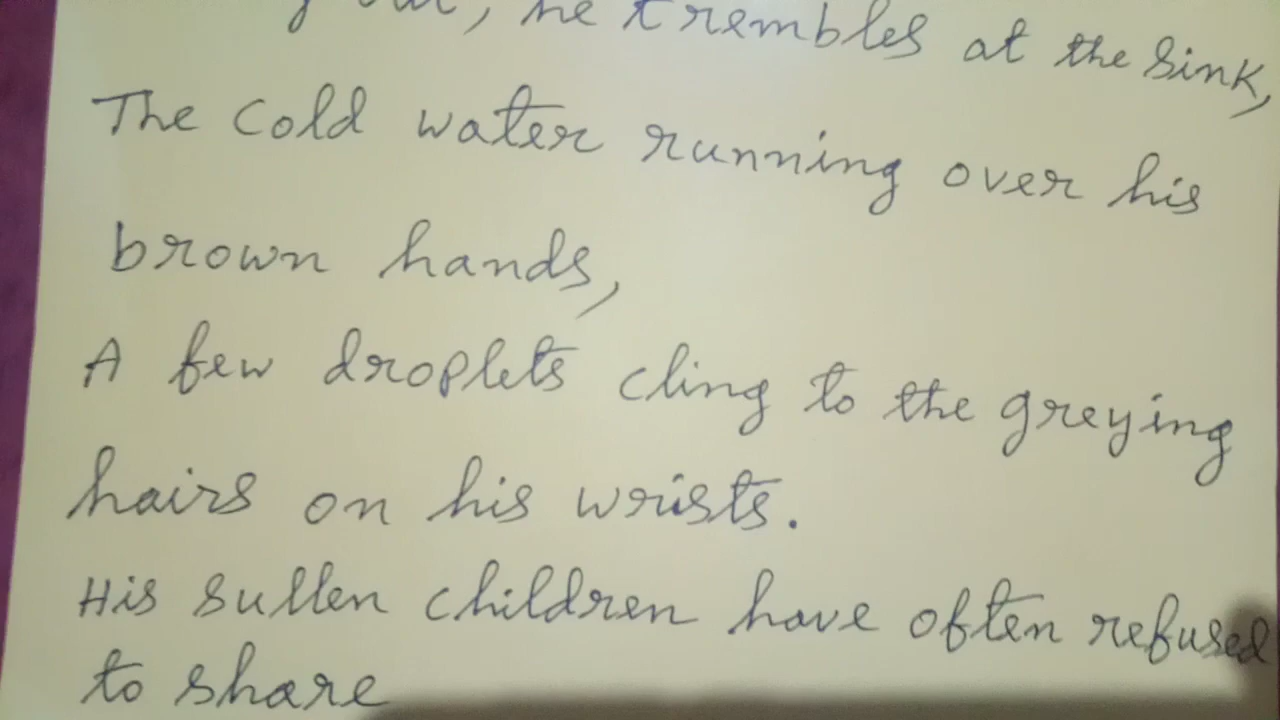 he trembles at the sink,
The cold water running over his
brown hands,
A few droplets cling to the greying
hairs on his wrists.
His sullen children have often refused
to share